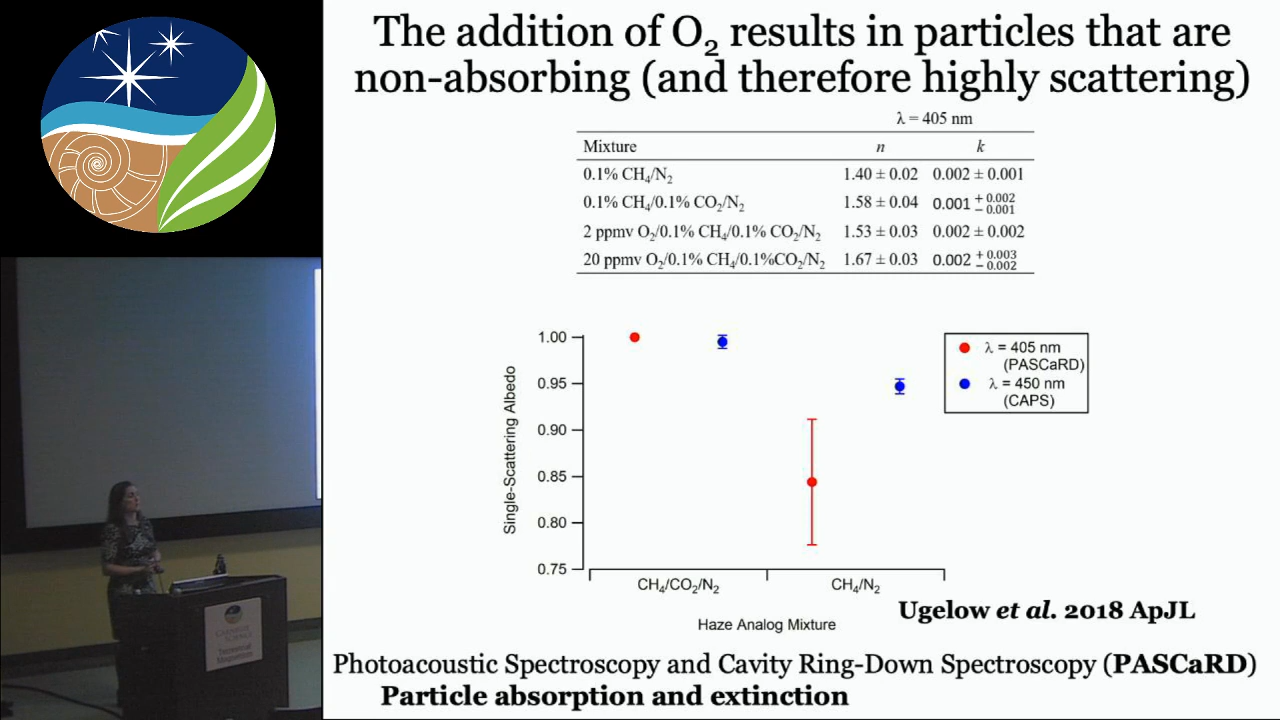 The addition of O₂ results in particles that are
non-absorbing (and therefore highly scattering)
λ = 405 nm
Mixture n k
0.1% CH₄/N₂ 1.40 ± 0.02 0.002 ± 0.001
0.1% CH₄/0.1% CO₂/N₂ 1.58 ± 0.04 0.001 + 0.002 − 0.001
2 ppmv O₂/0.1% CH₄/0.1% CO₂/N₂ 1.53 ± 0.03 0.002 ± 0.002
20 ppmv O₂/0.1% CH₄/0.1%CO₂/N₂ 1.67 ± 0.03 0.002 + 0.003 − 0.002
Single-Scattering Albedo
1.00
0.95
0.90
0.85
0.80
0.75
λ = 405 nm
(PASCaRD)
λ = 450 nm
(CAPS)
CH₄/CO₂/N₂ CH₄/N₂
Haze Analog Mixture
Ugelow et al. 2018 ApJL
Photoacoustic Spectroscopy and Cavity Ring-Down Spectroscopy (PASCaRD)
Particle absorption and extinction
CARNEGIE
SCIENCE
Terrestrial
Magnetism